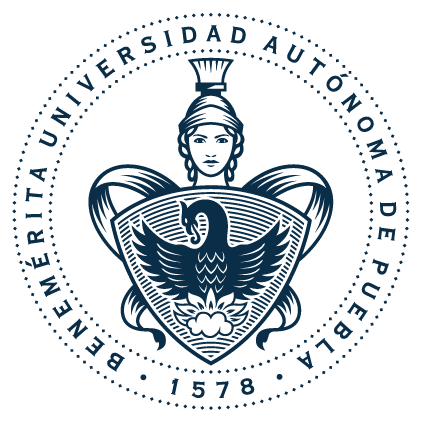 BENEMÉRITA UNIVERSIDAD AUTÓNOMA DE PUEBLA
• 1578 •